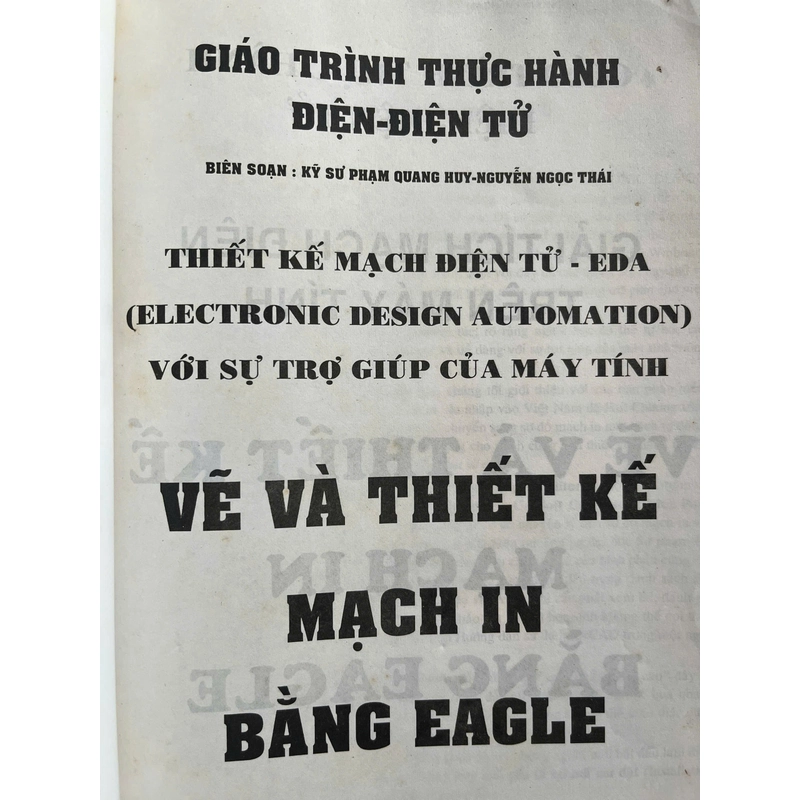 GIÁO TRÌNH THỰC HÀNH
ĐIỆN-ĐIỆN TỬ
BIÊN SOẠN : KỸ SƯ PHẠM QUANG HUY-NGUYỄN NGỌC THÁI
THIẾT KẾ MẠCH ĐIỆN TỬ - EDA
(ELECTRONIC DESIGN AUTOMATION)
VỚI SỰ TRỢ GIÚP CỦA MÁY TÍNH
VẼ VÀ THIẾT KẾ
MẠCH IN
BẰNG EAGLE